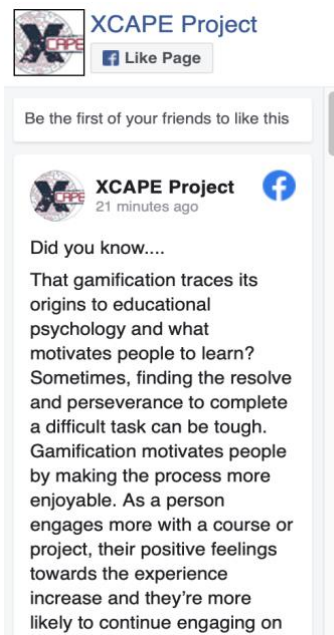 XCAPE
XCAPE Project
Like Page
Be the first of your friends to like this
XCAPE
XCAPE Project
21 minutes ago
Did you know....
That gamification traces its
origins to educational
psychology and what
motivates people to learn?
Sometimes, finding the resolve
and perseverance to complete
a difficult task can be tough.
Gamification motivates people
by making the process more
enjoyable. As a person
engages more with a course or
project, their positive feelings
towards the experience
increase and they’re more
likely to continue engaging on